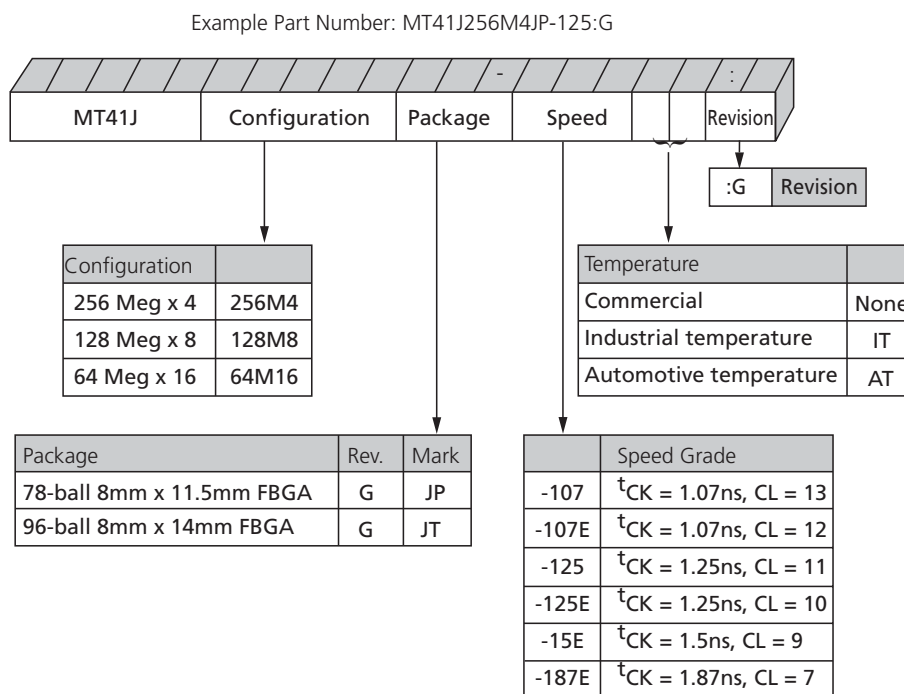 Example Part Number: MT41J256M4JP-125:G
- :
MT41J Configuration Package Speed Revision
:G Revision
Configuration
256 Meg x 4 256M4
128 Meg x 8 128M8
64 Meg x 16 64M16
Temperature
Commercial None
Industrial temperature IT
Automotive temperature AT
Package Rev. Mark
78-ball 8mm x 11.5mm FBGA G JP
96-ball 8mm x 14mm FBGA G JT
Speed Grade
-107 tCK = 1.07ns, CL = 13
-107E tCK = 1.07ns, CL = 12
-125 tCK = 1.25ns, CL = 11
-125E tCK = 1.25ns, CL = 10
-15E tCK = 1.5ns, CL = 9
-187E tCK = 1.87ns, CL = 7